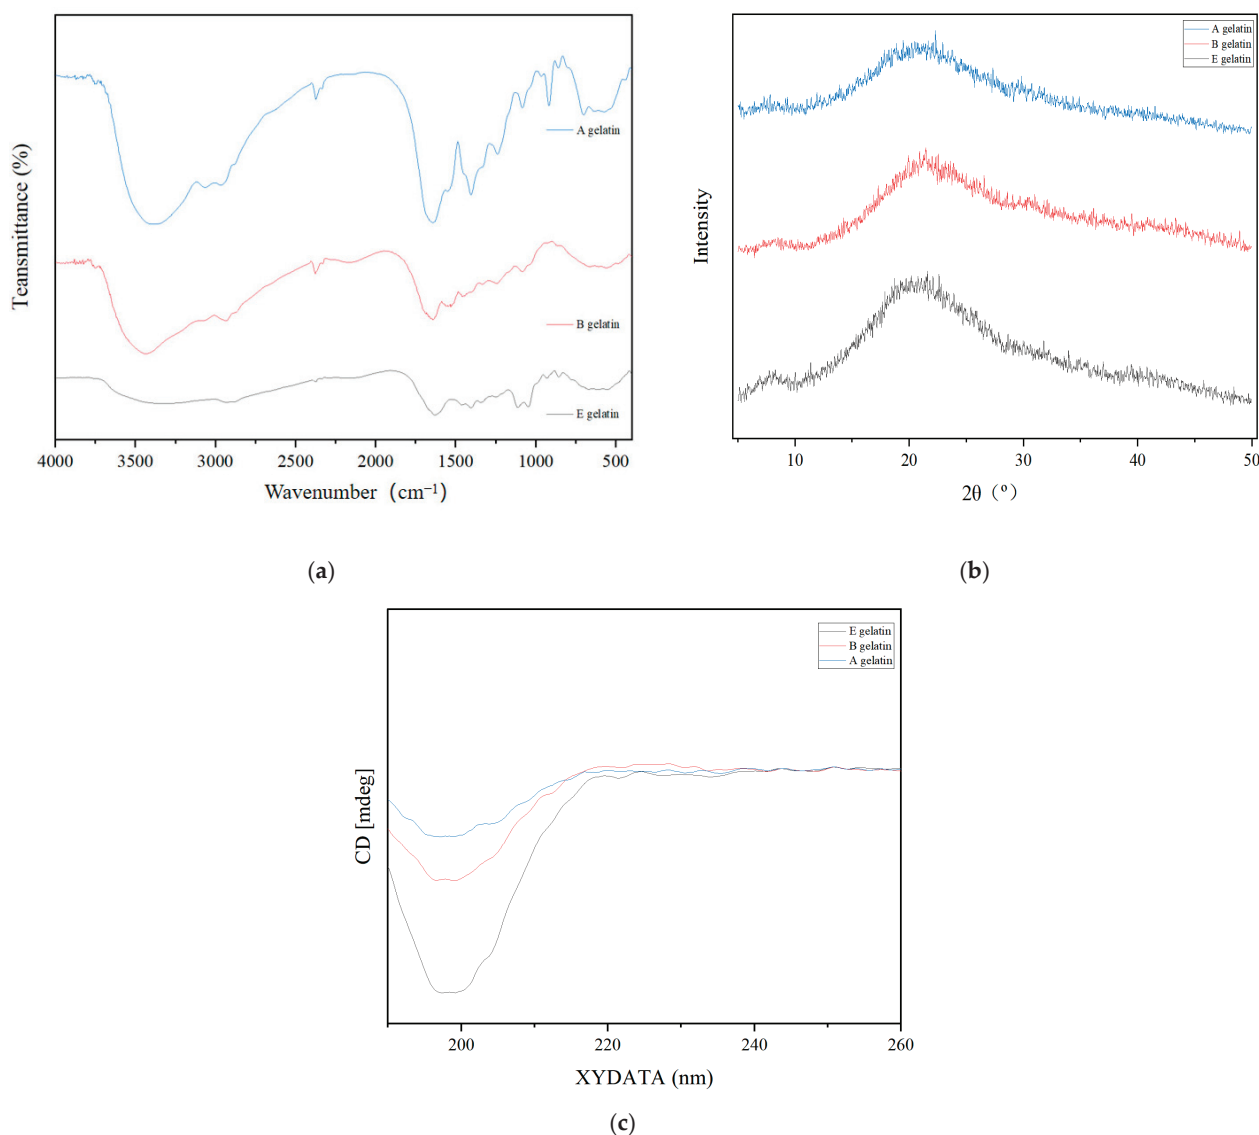 Teansmittance (%)
A gelatin
B gelatin
E gelatin
4000 3500 3000 2500 2000 1500 1000 500
Wavenumber (cm⁻¹)
(a)
Intensity
A gelatin
B gelatin
E gelatin
10 20 30 40 50
2θ (°)
(b)
CD [mdeg]
E gelatin
B gelatin
A gelatin
200 220 240 260
XYDATA (nm)
(c)